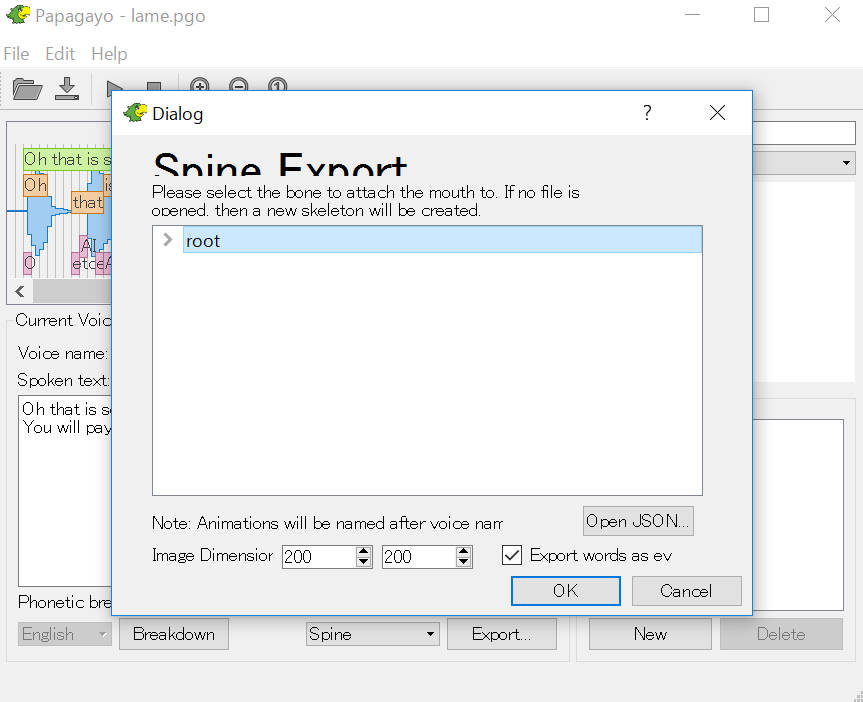 Papagayo - lame.pgo
File Edit Help
Dialog
?
Spine Export
Please select the bone to attach the mouth to. If no file is
opened, then a new skeleton will be created.
root
Note: Animations will be named after voice nam
Open JSON...
Image Dimension
200
200
Export words as ev
OK
Cancel
Oh that is s
Oh
that
is
AI
O
etc
A
Current Voic
Voice name:
Spoken text:
Oh that is s
You will pay
Phonetic bre
English
Breakdown
Spine
Export...
New
Delete